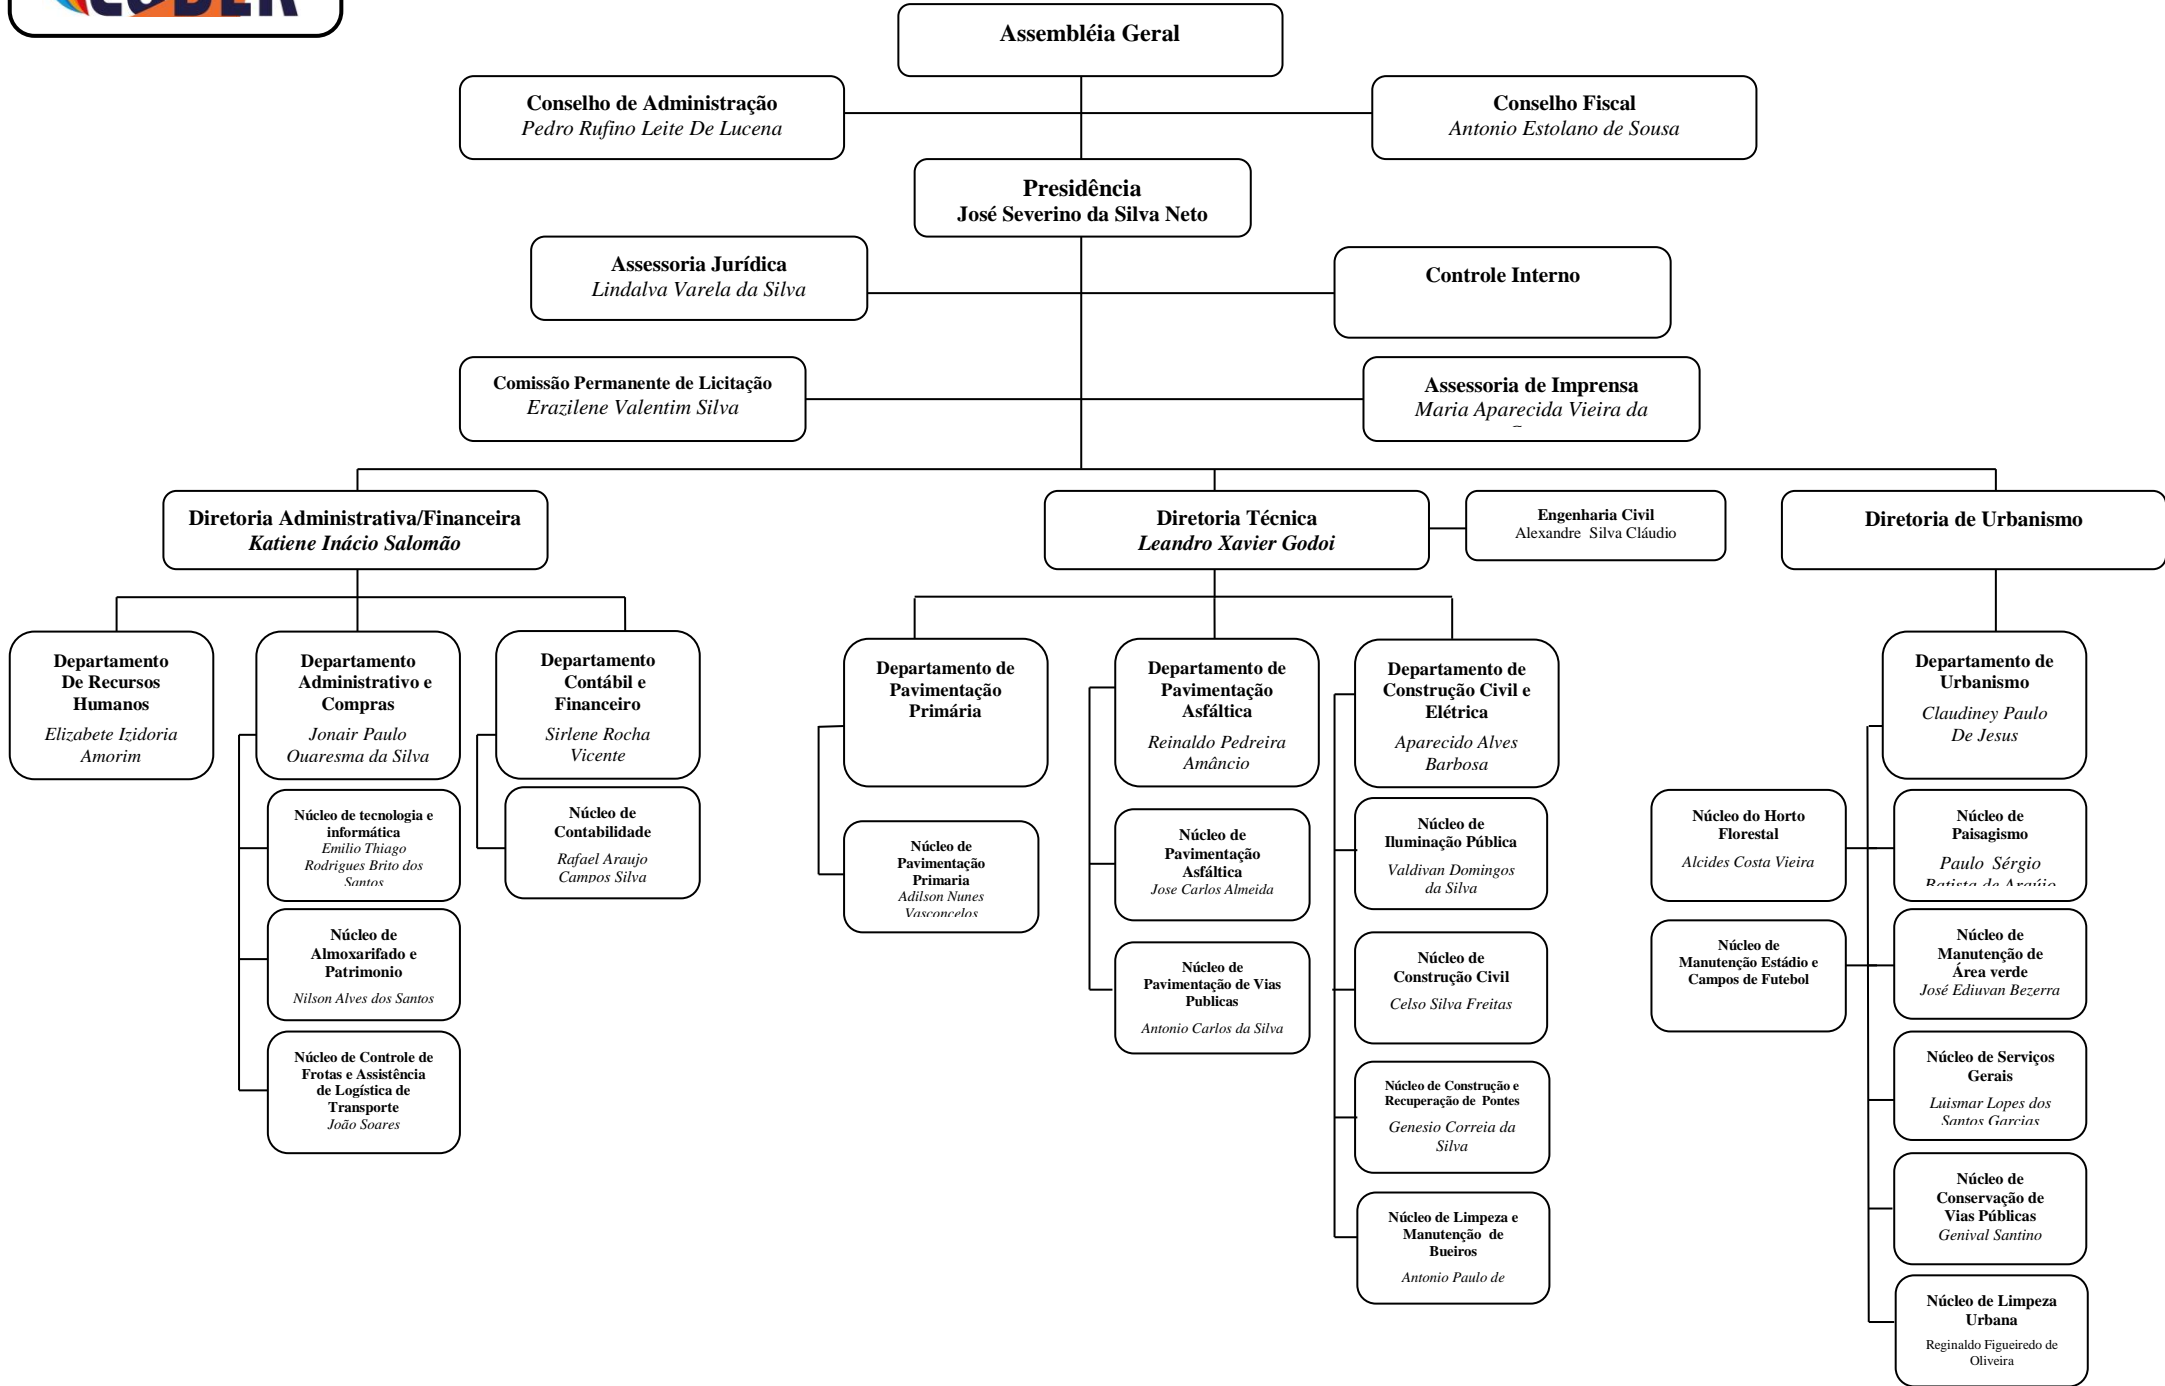 CODER
Assembléia Geral
Conselho de Administração
Pedro Rufino Leite De Lucena
Conselho Fiscal
Antonio Estolano de Sousa
Presidência
José Severino da Silva Neto
Assessoria Jurídica
Lindalva Varela da Silva
Controle Interno
Comissão Permanente de Licitação
Erazilene Valentim Silva
Assessoria de Imprensa
Maria Aparecida Vieira da
Diretoria Administrativa/Financeira
Katiene Inácio Salomão
Diretoria Técnica
Leandro Xavier Godoi
Engenharia Civil
Alexandre Silva Cláudio
Diretoria de Urbanismo
Departamento
De Recursos
Humanos
Elizabete Izidoria
Amorim
Departamento
Administrativo e
Compras
Jonair Paulo
Quaresma da Silva
Departamento
Contábil e
Financeiro
Sirlene Rocha
Vicente
Departamento de
Pavimentação
Primária
Departamento de
Pavimentação
Asfáltica
Reinaldo Pedreira
Amâncio
Departamento de
Construção Civil e
Elétrica
Aparecido Alves
Barbosa
Departamento de
Urbanismo
Claudiney Paulo
De Jesus
Núcleo de tecnologia e
informática
Emilio Thiago
Rodrigues Brito dos
Santos
Núcleo de
Contabilidade
Rafael Araujo
Campos Silva
Núcleo de
Pavimentação
Primaria
Adilson Nunes
Vasconcelos
Núcleo de
Pavimentação
Asfáltica
Jose Carlos Almeida
Núcleo de
Iluminação Pública
Valdivan Domingos
da Silva
Núcleo do Horto
Florestal
Alcides Costa Vieira
Núcleo de
Paisagismo
Paulo Sérgio
Batista de Araújo
Núcleo de
Almoxarifado e
Patrimonio
Nilson Alves dos Santos
Núcleo de
Pavimentação de Vias
Publicas
Antonio Carlos da Silva
Núcleo de
Construção Civil
Celso Silva Freitas
Núcleo de
Manutenção Estádio e
Campos de Futebol
Núcleo de
Manutenção de
Área verde
José Ediuvan Bezerra
Núcleo de Controle de
Frotas e Assistência
de Logística de
Transporte
João Soares
Núcleo de Construção e
Recuperação de Pontes
Genesio Correia da
Silva
Núcleo de Serviços
Gerais
Luismar Lopes dos
Santos Garcias
Núcleo de Limpeza e
Manutenção de
Bueiros
Antonio Paulo de
Núcleo de
Conservação de
Vias Públicas
Genival Santino
Núcleo de Limpeza
Urbana
Reginaldo Figueiredo de
Oliveira